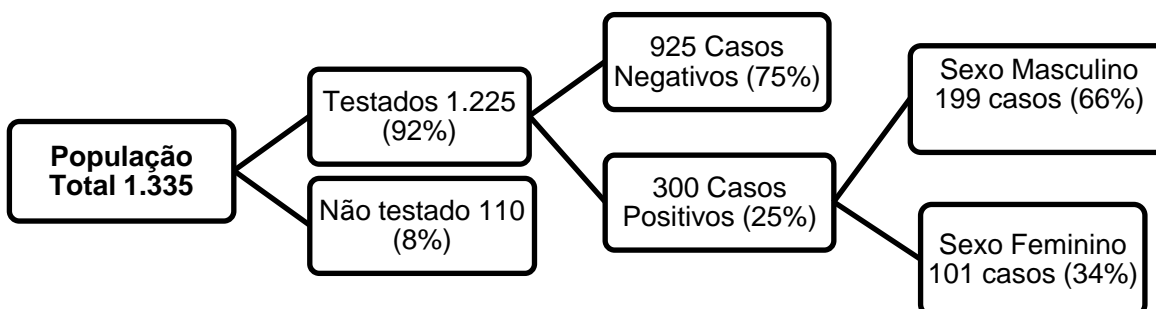 População
Total 1.335
Testados 1.225
(92%)
Não testado 110
(8%)
925 Casos
Negativos (75%)
300 Casos
Positivos (25%)
Sexo Masculino
199 casos (66%)
Sexo Feminino
101 casos (34%)